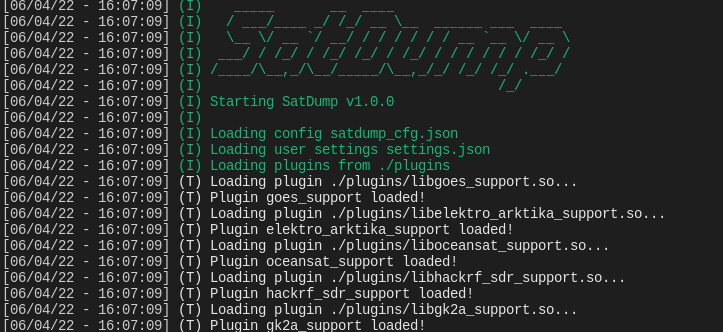 [06/04/22 - 16:07:09] (I)    _____       __  ____
[06/04/22 - 16:07:09] (I)   / ___/____ _/ /_/ __ \__  ______ ___  ____
[06/04/22 - 16:07:09] (I)   \__ \/ __ `/ __/ / / / / / / __ `__ \/ __ \
[06/04/22 - 16:07:09] (I)  ___/ / /_/ / /_/ /_/ / /_/ / / / / / / /_/ /
[06/04/22 - 16:07:09] (I) /____/\__,_/\__/_____/\__,_/_/ /_/ /_/ .___/
[06/04/22 - 16:07:09] (I)                                     /_/
[06/04/22 - 16:07:09] (I) Starting SatDump v1.0.0
[06/04/22 - 16:07:09] (I)
[06/04/22 - 16:07:09] (I) Loading config satdump_cfg.json
[06/04/22 - 16:07:09] (I) Loading user settings settings.json
[06/04/22 - 16:07:09] (I) Loading plugins from ./plugins
[06/04/22 - 16:07:09] (T) Loading plugin ./plugins/libgoes_support.so...
[06/04/22 - 16:07:09] (T) Plugin goes_support loaded!
[06/04/22 - 16:07:09] (T) Loading plugin ./plugins/libelektro_arktika_support.so...
[06/04/22 - 16:07:09] (T) Plugin elektro_arktika_support loaded!
[06/04/22 - 16:07:09] (T) Loading plugin ./plugins/liboceansat_support.so...
[06/04/22 - 16:07:09] (T) Plugin oceansat_support loaded!
[06/04/22 - 16:07:09] (T) Loading plugin ./plugins/libhackrf_sdr_support.so...
[06/04/22 - 16:07:09] (T) Plugin hackrf_sdr_support loaded!
[06/04/22 - 16:07:09] (T) Loading plugin ./plugins/libgk2a_support.so...
[06/04/22 - 16:07:09] (T) Plugin gk2a_support loaded!